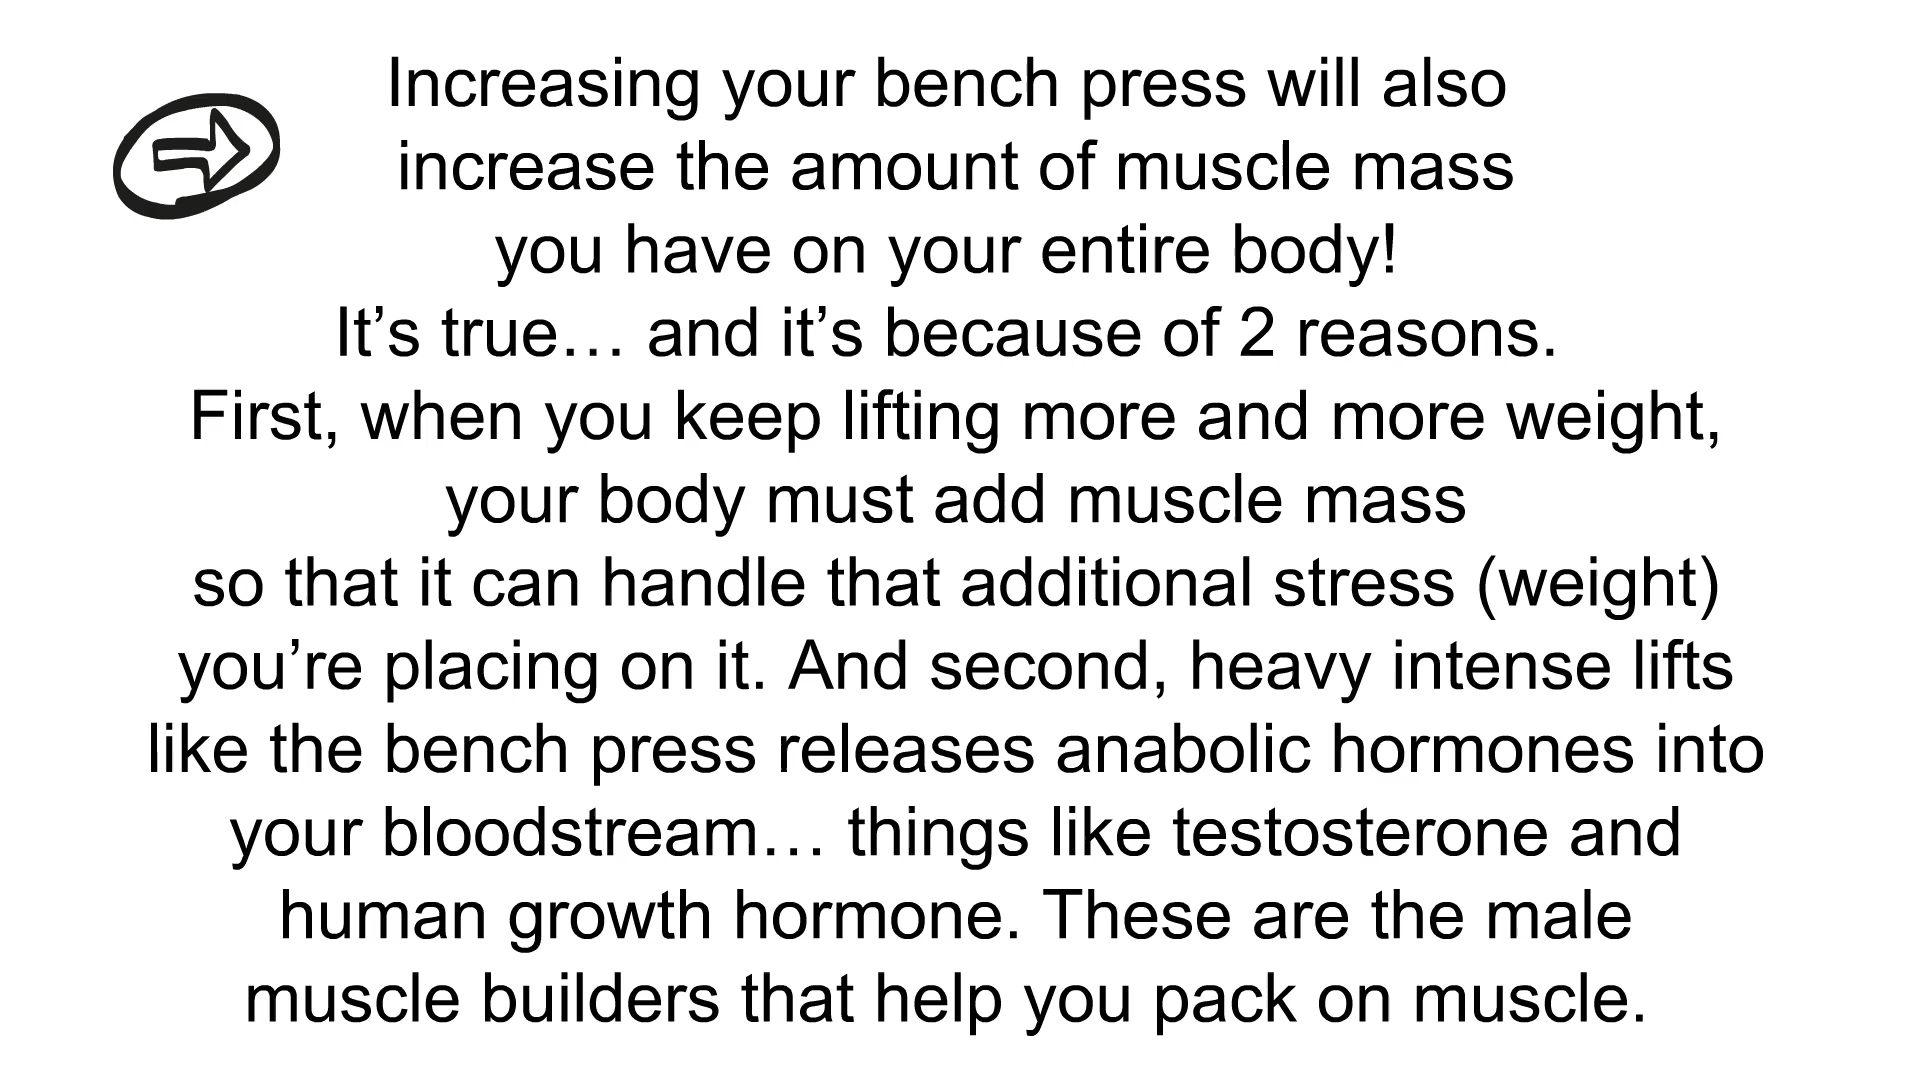 Increasing your bench press will also
increase the amount of muscle mass
you have on your entire body!
It’s true… and it’s because of 2 reasons.
First, when you keep lifting more and more weight,
your body must add muscle mass
so that it can handle that additional stress (weight)
you’re placing on it. And second, heavy intense lifts
like the bench press releases anabolic hormones into
your bloodstream… things like testosterone and
human growth hormone. These are the male
muscle builders that help you pack on muscle.